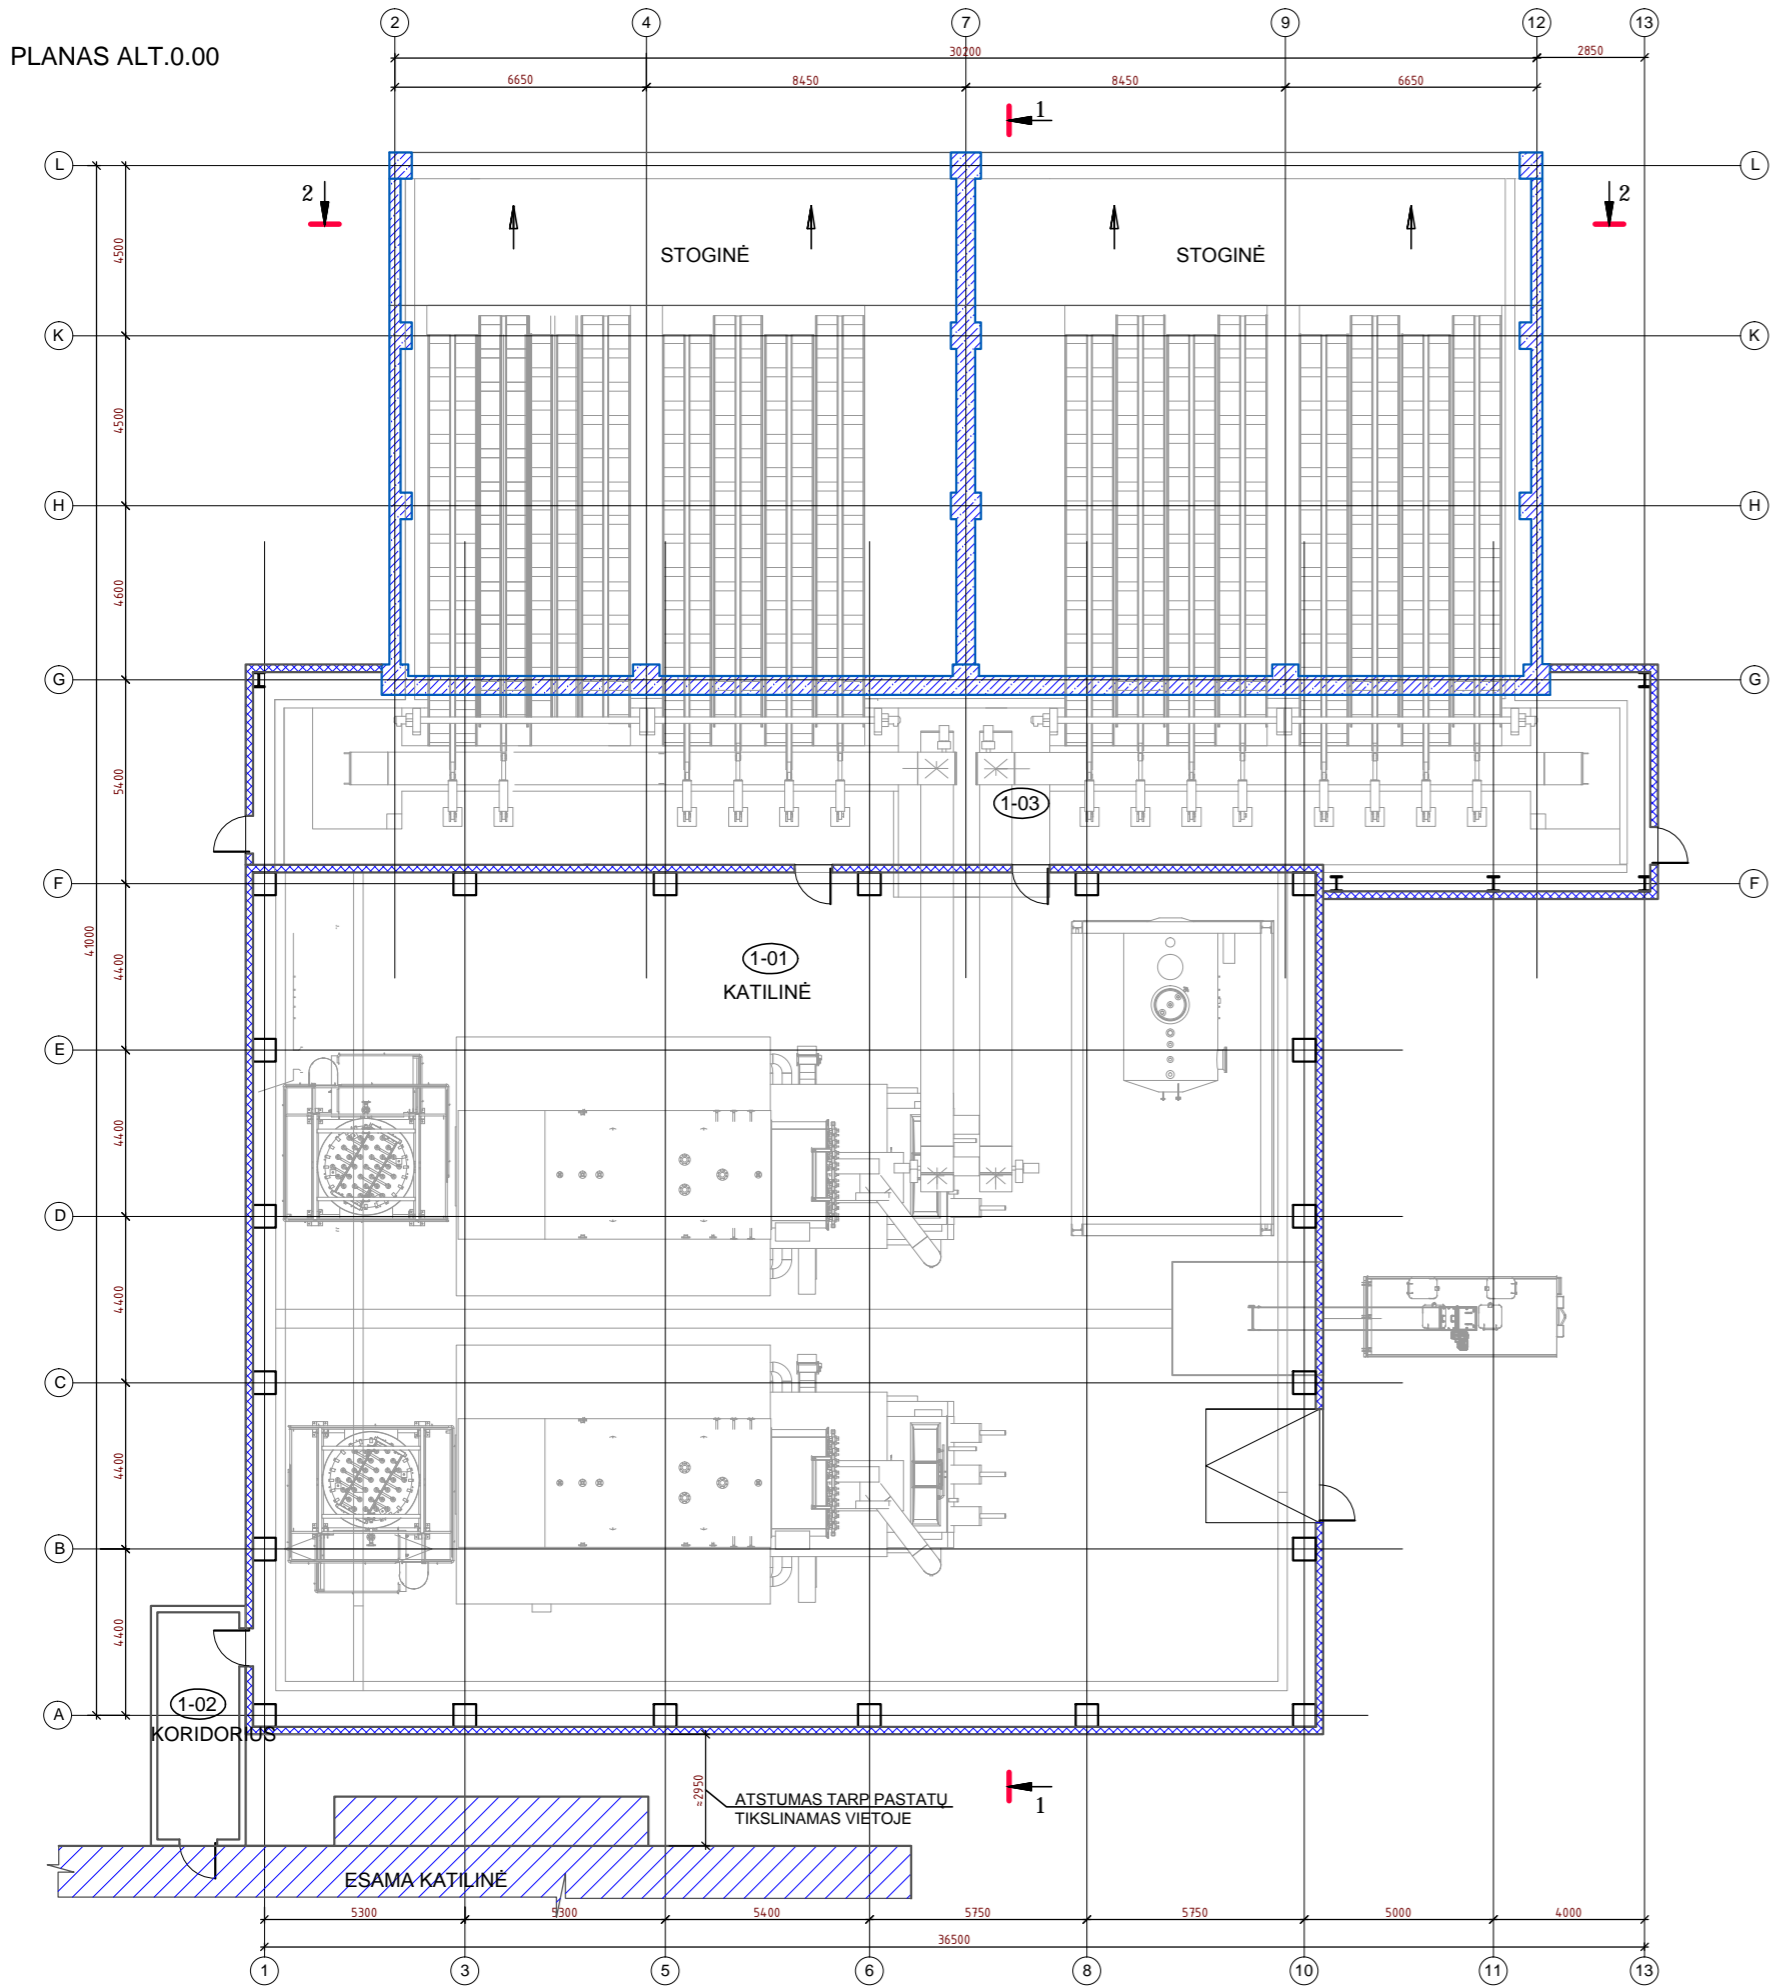 2 4 7 9 12 13
PLANAS ALT.0.00
30200 2850
6650 8450 8450 6650
1
L L
2 2
4500
STOGINĖ STOGINĖ
K K
4500
H H
4600
G G
5400
1-03
F F
41000
4400
1-01
KATILINĖ
E
4400
D
4400
C
4400
B
4400
1-02
A
KORIDORIUS
≈2950
ATSTUMAS TARP PASTATŲ
TIKSLINAMAS VIETOJE
1
ESAMA KATILINĖ
5300 5300 5400 5750 5750 5000 4000
36500
1 3 5 6 8 10 11 13